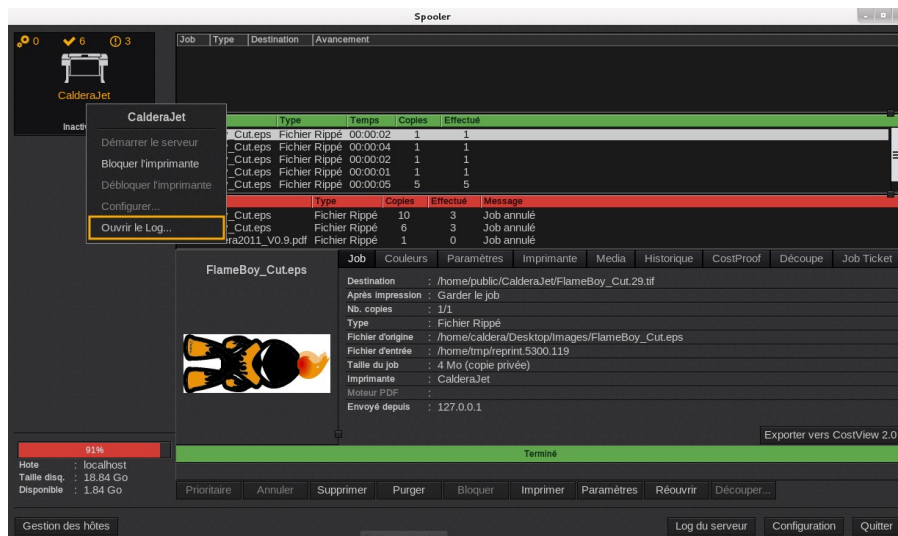 Spooler
0 6 3
CalderaJet
Job Type Destination Avancement
CalderaJet
Démarrer le serveur
Bloquer l'imprimante
Débloquer l'imprimante
Configurer...
Ouvrir le Log...
Type Temps Copies Effectué
_Cut.eps Fichier Rippé 00:00:02 1 1
_Cut.eps Fichier Rippé 00:00:04 1 1
_Cut.eps Fichier Rippé 00:00:02 1 1
_Cut.eps Fichier Rippé 00:00:01 1 1
_Cut.eps Fichier Rippé 00:00:05 5 5
Type Copies Effectué Message
_Cut.eps Fichier Rippé 10 3 Job annulé
_Cut.eps Fichier Rippé 6 3 Job annulé
era2011_V0.9.pdf Fichier Rippé 1 0 Job annulé
FlameBoy_Cut.eps
Job Couleurs Paramètres Imprimante Media Historique CostProof Découpe Job Ticket
Destination : /home/public/CalderaJet/FlameBoy_Cut.29.tif
Après impression : Garder le job
Nb. copies : 1/1
Type : Fichier Rippé
Fichier d'origine : /home/caldera/Desktop/Images/FlameBoy_Cut.eps
Fichier d'entrée : /home/tmp/reprint.5300.119
Taille du job : 4 Mo (copie privée)
Imprimante : CalderaJet
Moteur PDF :
Envoyé depuis : 127.0.0.1
Exporter vers CostView 2.0
Terminé
91%
Hote : localhost
Taille disq. : 18.84 Go
Disponible : 1.84 Go
Prioritaire Annuler Supprimer Purger Bloquer Imprimer Paramètres Réouvrir Découper...
Gestion des hôtes Log du serveur Configuration Quitter